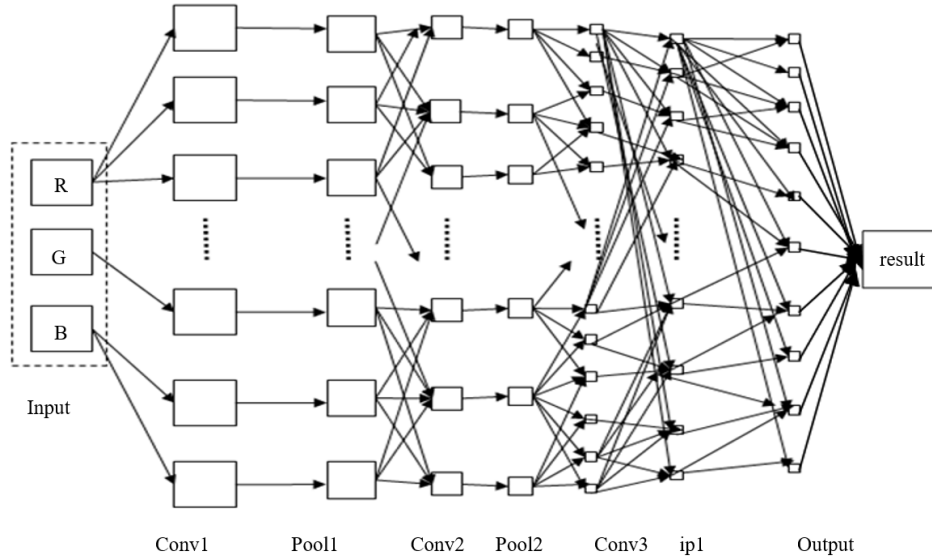 R
G
B
Input
result
Conv1
Pool1
Conv2
Pool2
Conv3
ip1
Output